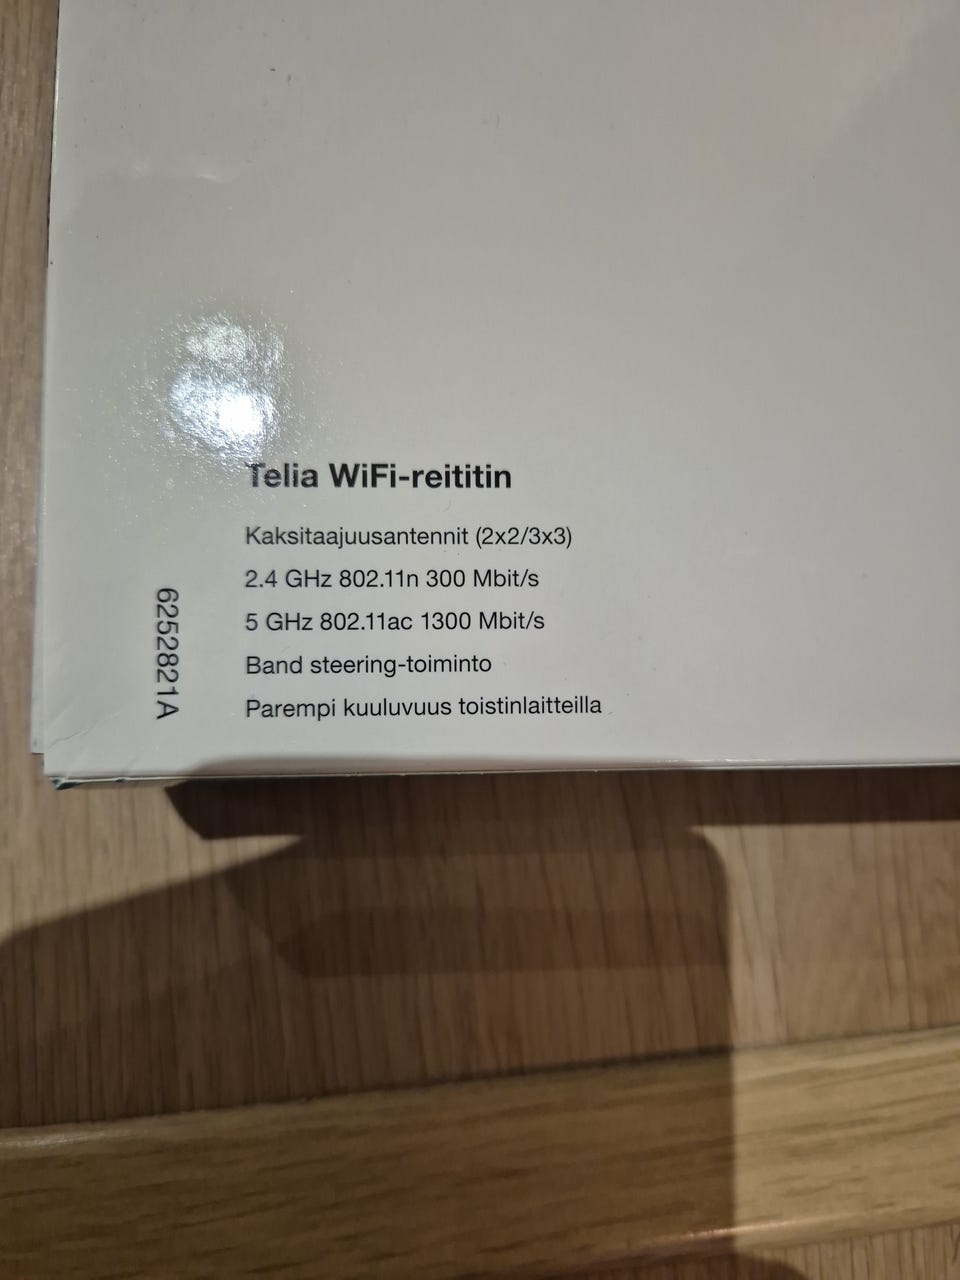 Telia WiFi-reititin
Kaksitaajuusantennit (2x2/3x3)
2.4 GHz 802.11n 300 Mbit/s
5 GHz 802.11ac 1300 Mbit/s
Band steering-toiminto
Parempi kuuluvuus toistinlaitteilla
6252821A